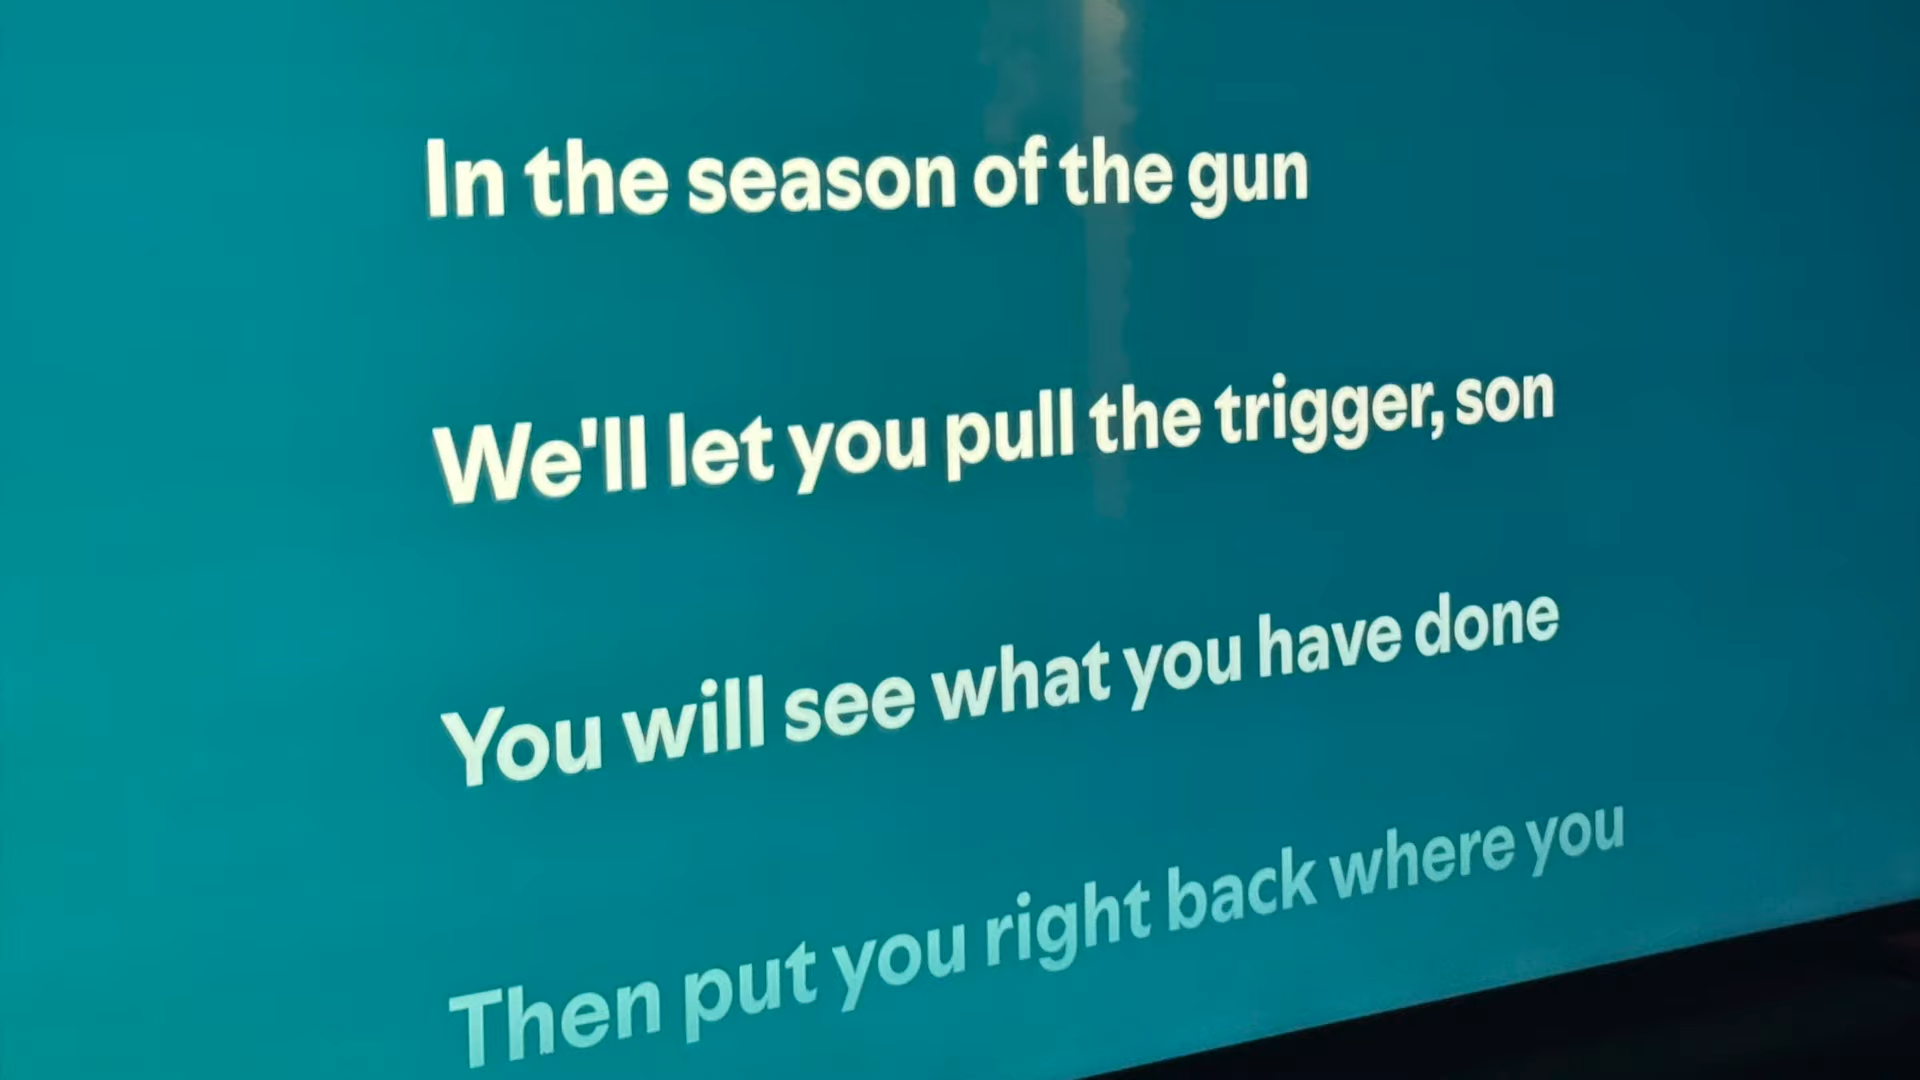 In the season of the gun
We'll let you pull the trigger, son
You will see what you have done
Then put you right back where you